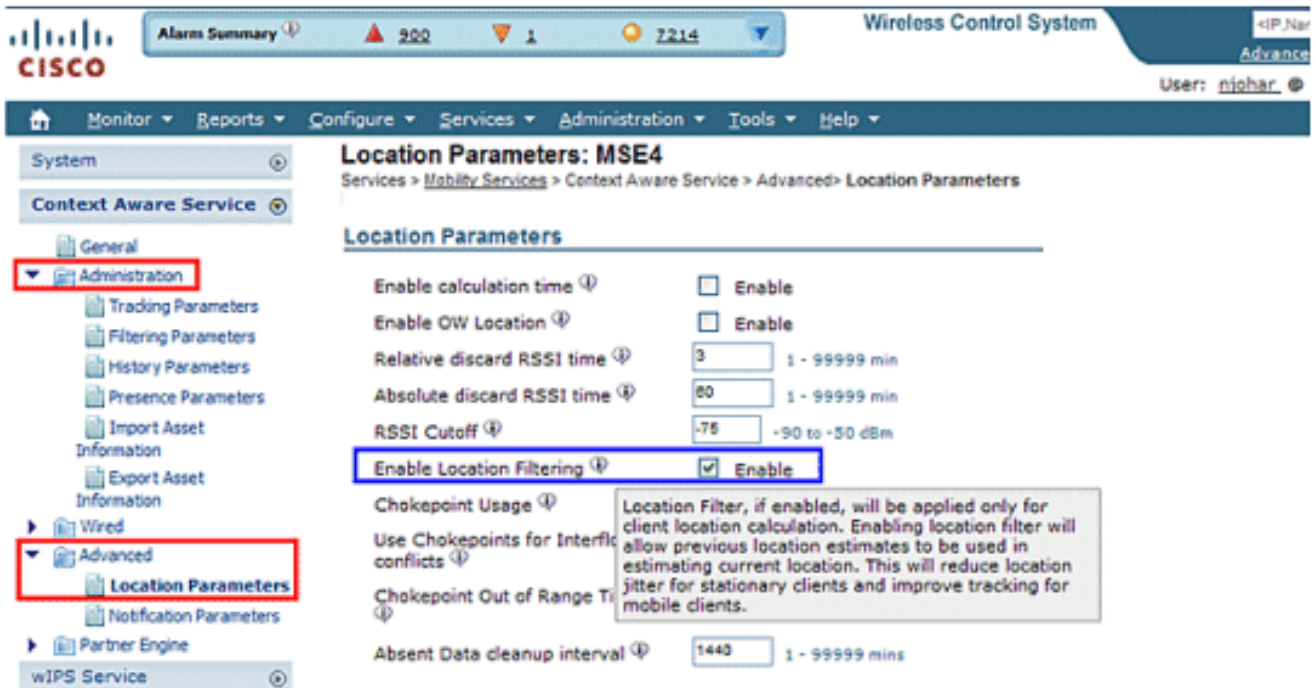 Alarm Summary 900 1 7214 Wireless Control System <IP,Nar
CISCO
Advance
User: njohar
Monitor Reports Configure Services Administration Tools Help
System
Context Aware Service
General
Administration
Tracking Parameters
Filtering Parameters
History Parameters
Presence Parameters
Import Asset
Information
Export Asset
Information
Wired
Advanced
Location Parameters
Notification Parameters
Partner Engine
wIPS Service
Location Parameters: MSE4
Services > Mobility Services > Context Aware Service > Advanced> Location Parameters
Location Parameters
Enable calculation time Enable
Enable OW Location Enable
Relative discard RSSI time 3 1 - 99999 min
Absolute discard RSSI time 60 1 - 99999 min
RSSI Cutoff -75 -90 to -50 dBm
Enable Location Filtering Enable
Chokepoint Usage
Use Chokepoints for Interflo
conflicts
Chokepoint Out of Range Ti
Location Filter, if enabled, will be applied only for
client location calculation. Enabling location filter will
allow previous location estimates to be used in
estimating current location. This will reduce location
jitter for stationary clients and improve tracking for
mobile clients.
Absent Data cleanup interval 1440 1 - 99999 mins